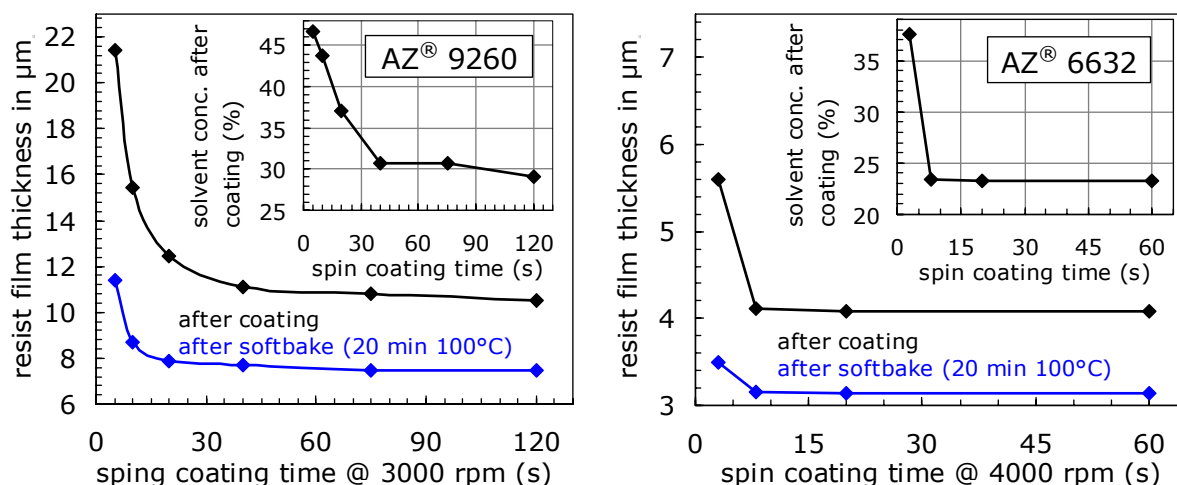 resist film thickness in µm
22
20
18
16
14
12
10
8
6
0 30 60 90 120
sping coating time @ 3000 rpm (s)
after coating
after softbake (20 min 100°C)
solvent conc. after
coating (%)
45
40
35
30
25
0 30 60 90 120
spin coating time (s)
AZ® 9260
resist film thickness in µm
7
6
5
4
3
0 15 30 45 60
spin coating time @ 4000 rpm (s)
after coating
after softbake (20 min 100°C)
solvent conc. after
coating (%)
35
30
25
20
0 15 30 45 60
spin coating time (s)
AZ® 6632